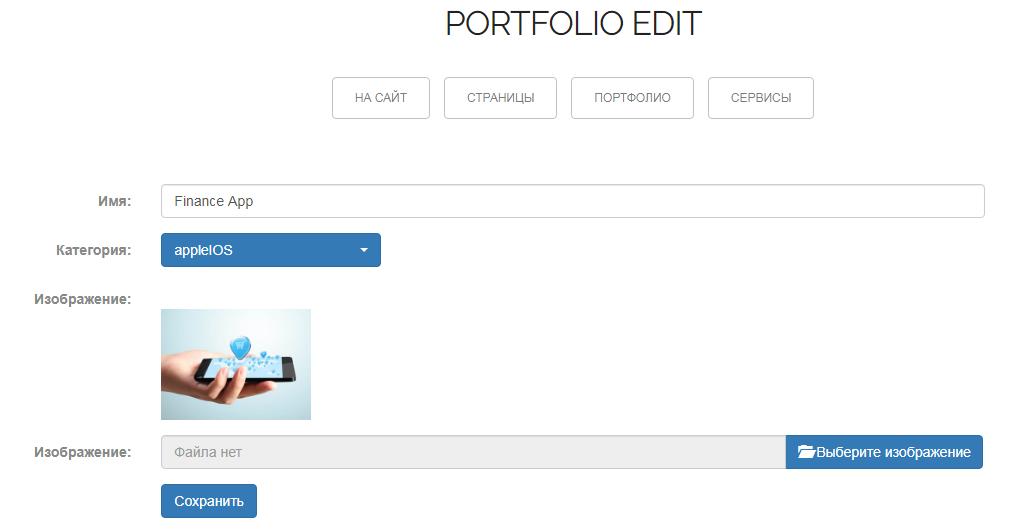 PORTFOLIO EDIT
НА САЙТ СТРАНИЦЫ ПОРТФОЛИО СЕРВИСЫ
Имя: Finance App
Категория: appleIOS
Изображение:
Изображение: Файла нет Выберите изображение
Сохранить